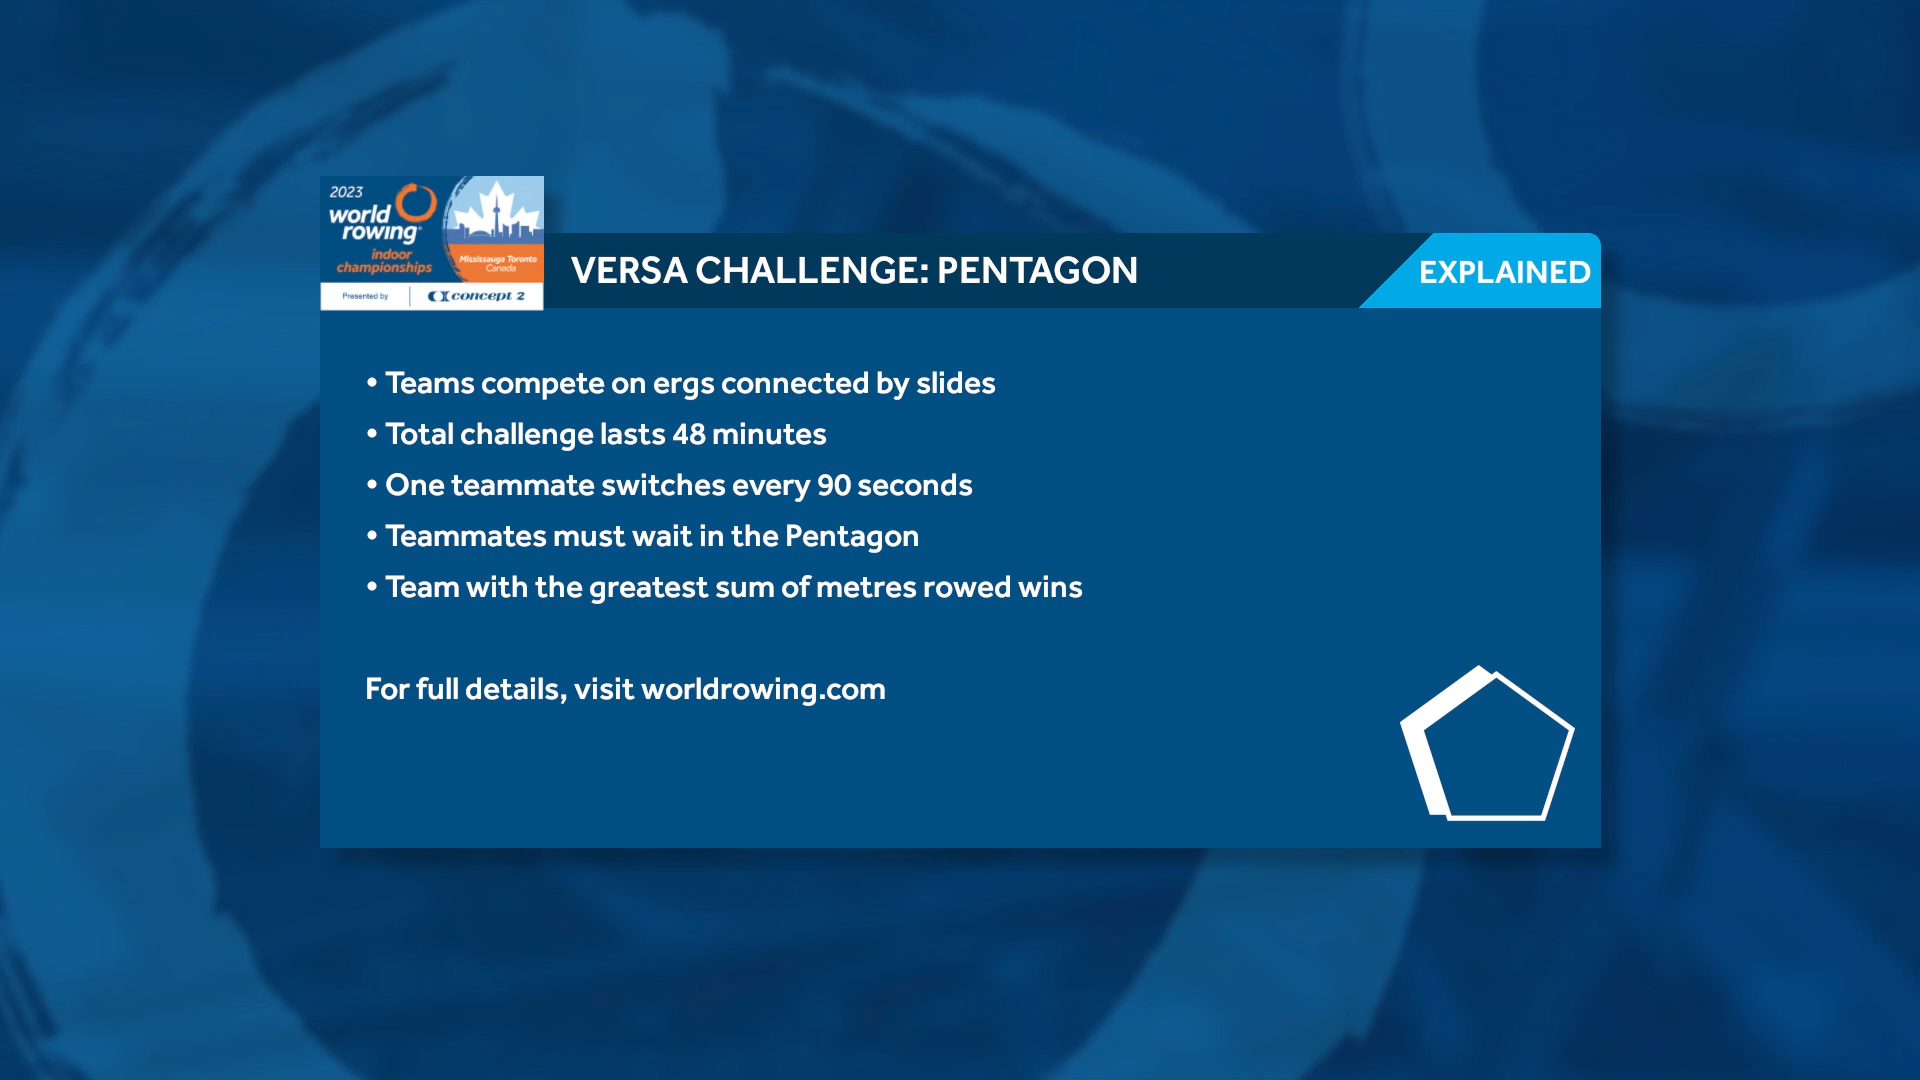 2023
world
rowing
indoor
championships
Mississauga Toronto
Canada
Presented by
concept 2
VERSA CHALLENGE: PENTAGON
EXPLAINED
• Teams compete on ergs connected by slides
• Total challenge lasts 48 minutes
• One teammate switches every 90 seconds
• Teammates must wait in the Pentagon
• Team with the greatest sum of metres rowed wins
For full details, visit worldrowing.com